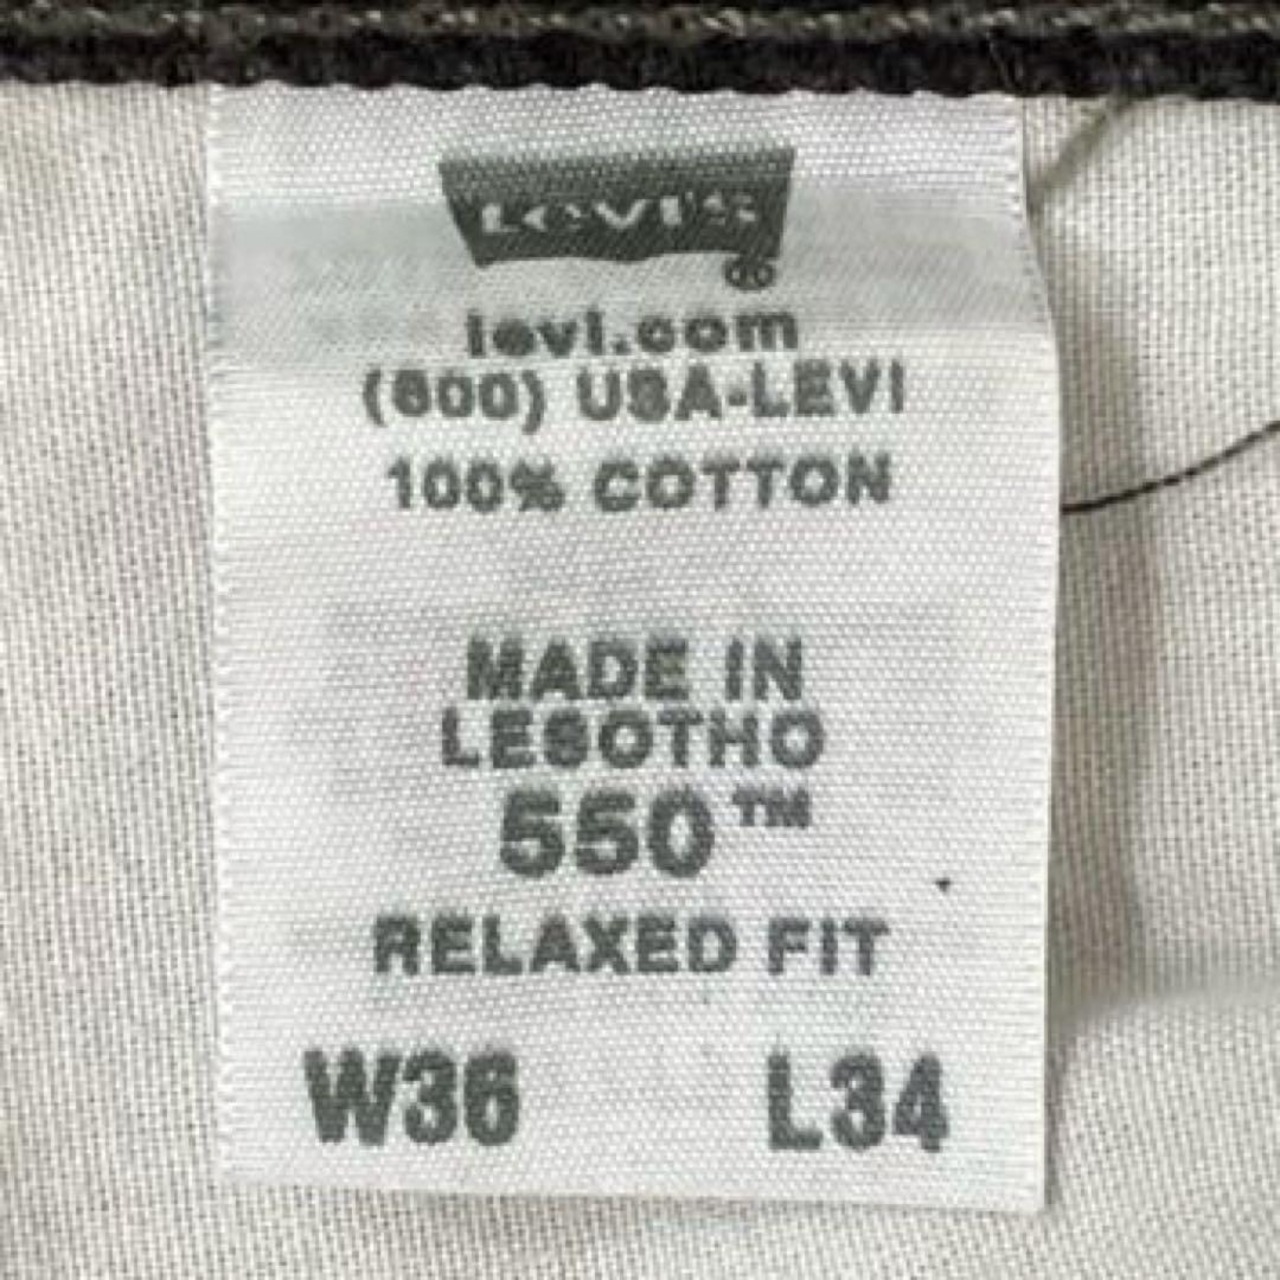 LEVI'S
®
levi.com
(800) USA-LEVI
100% COTTON
MADE IN
LESOTHO
550™
RELAXED FIT
W36 L34